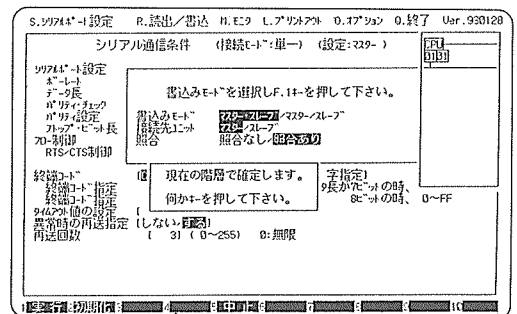 S.シリアルポート設定 R.読出／書込 M.モニタ L.プリントアウト O.オプション Q.終了 Ver.930128
シリアル通信条件 (接続モード:単一) (設定:マスター)
CPU
0101
シリアルポート設定
ボーレート
データ長
パリティ・チェック
パリティ設定
ストップ・ビット長
フロー制御
RTS/CTS制御
書込みモードを選択しF.1キーを押して下さい。
書込みモード マスター/スレーブ/マスター/スレーブ
接続先ユニット マスター/スレーブ
照合 照合なし/照合あり
現在の階層で確定します。
何かキーを押して下さい。
終端コード 字指定]
終端コード指定 タ長が7ビットの時、
終端コード指定 8ビットの時、 0～FF
タイムアウト値の設定 [
異常時の再送指定 [しない/する]
再送回数 [ 3] ( 0～255) 0:無限
1 実行 2 初期化 3 4 5 中止 6 7 8 9 10